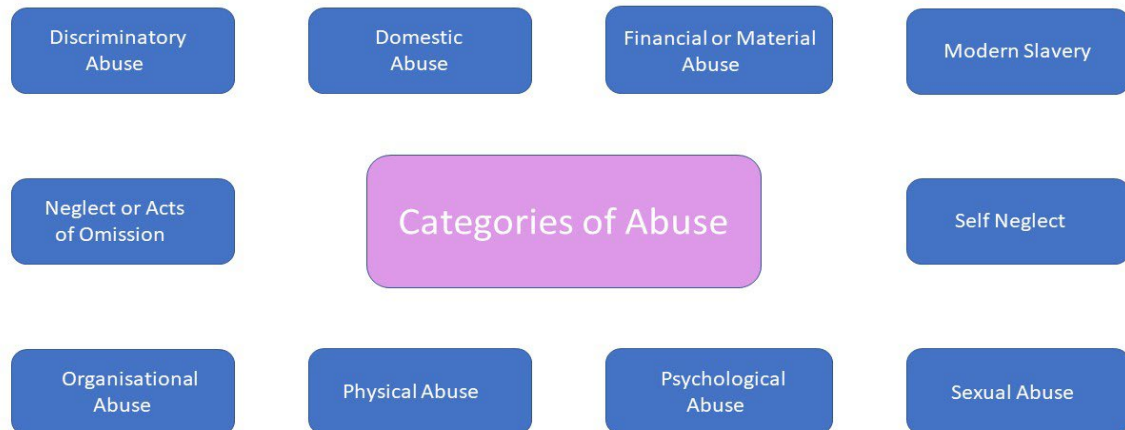 Discriminatory
Abuse
Domestic
Abuse
Financial or Material
Abuse
Modern Slavery
Neglect or Acts
of Omission
Categories of Abuse
Self Neglect
Organisational
Abuse
Physical Abuse
Psychological
Abuse
Sexual Abuse